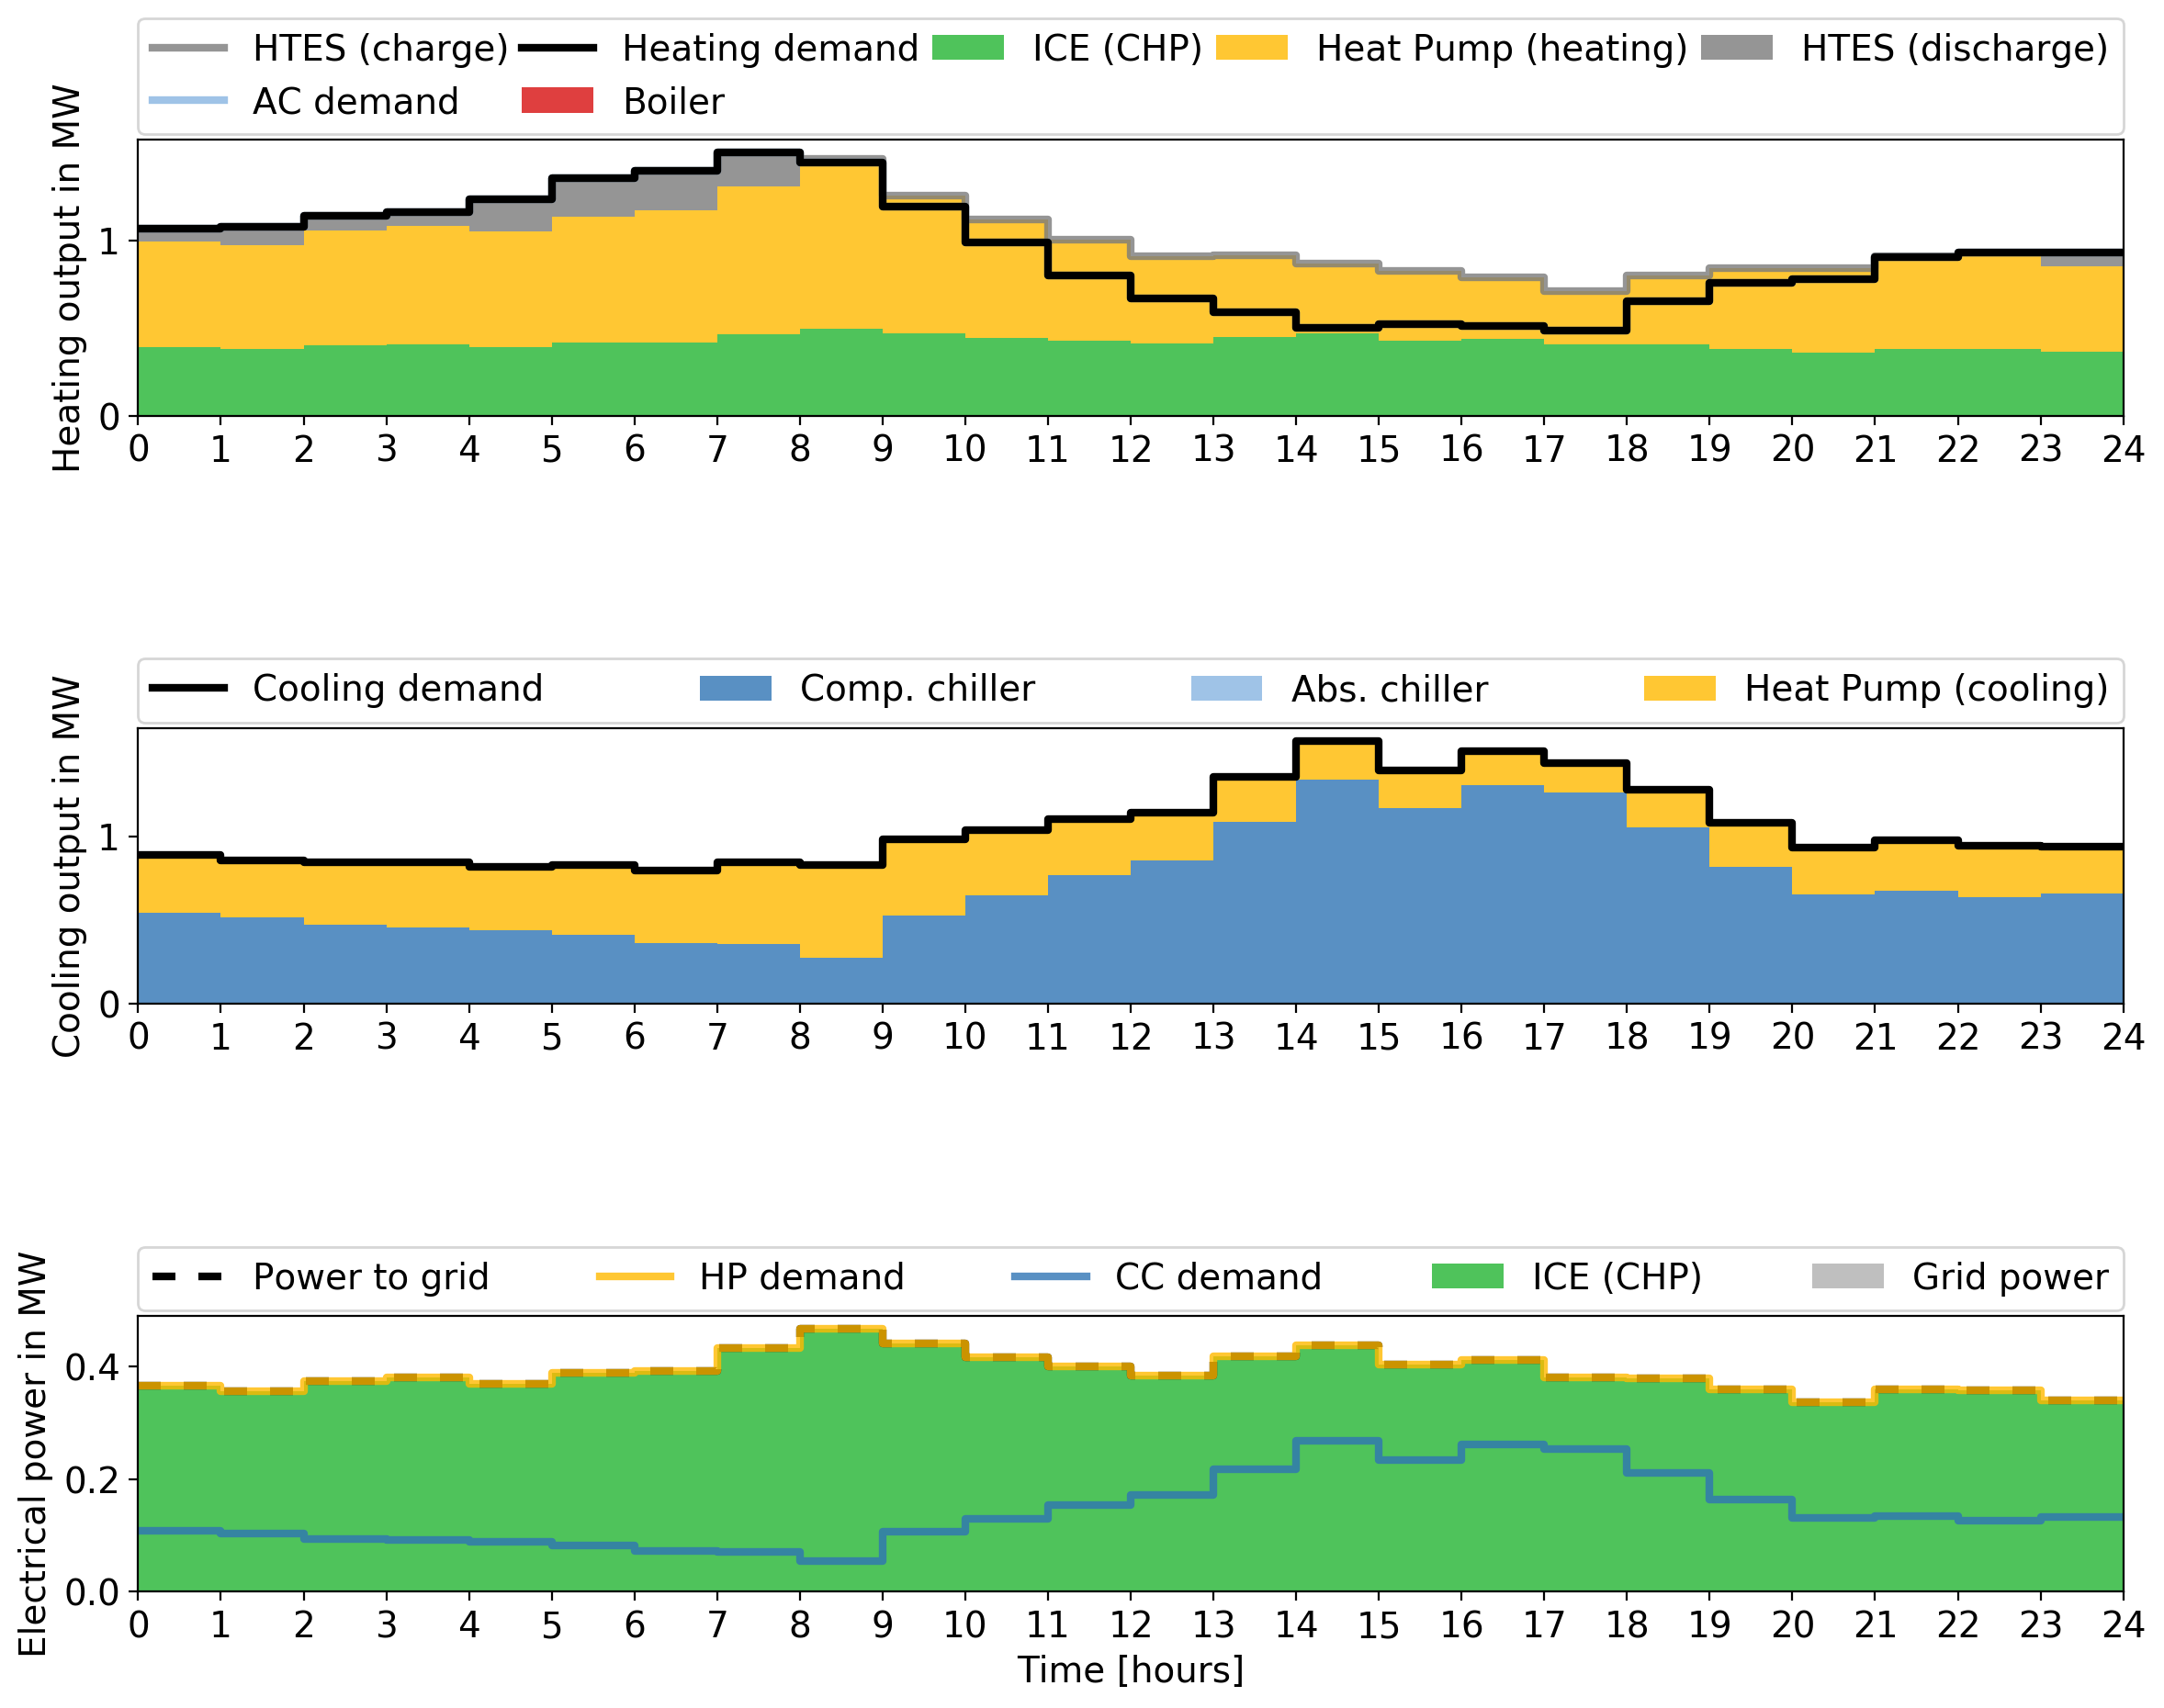 HTES (charge) Heating demand ICE (CHP) Heat Pump (heating) HTES (discharge)
AC demand Boiler
Heating output in MW
1
0
0 1 2 3 4 5 6 7 8 9 10 11 12 13 14 15 16 17 18 19 20 21 22 23 24
Cooling demand Comp. chiller Abs. chiller Heat Pump (cooling)
Cooling output in MW
1
0
0 1 2 3 4 5 6 7 8 9 10 11 12 13 14 15 16 17 18 19 20 21 22 23 24
Power to grid HP demand CC demand ICE (CHP) Grid power
Electrical power in MW
0.4
0.2
0.0
0 1 2 3 4 5 6 7 8 9 10 11 12 13 14 15 16 17 18 19 20 21 22 23 24
Time [hours]